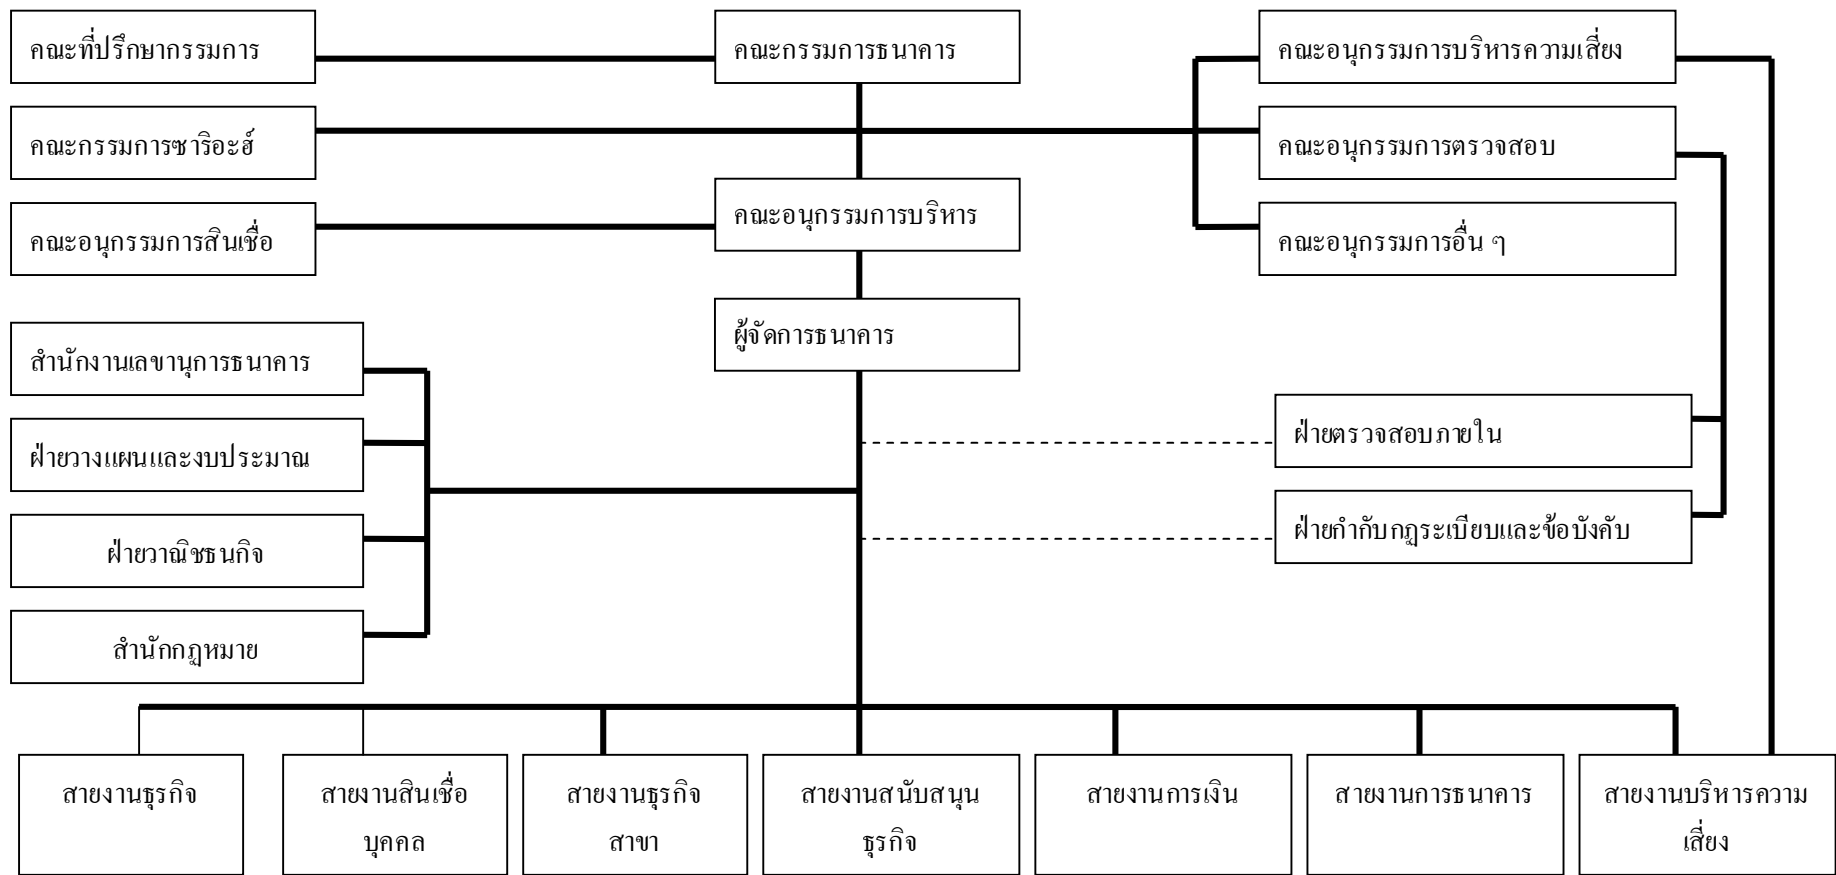 คณะที่ปรึกษากรรมการ
คณะกรรมการธนาคาร
คณะอนุกรรมการบริหารความเสี่ยง
คณะกรรมการซาริอะฮ์
คณะอนุกรรมการตรวจสอบ
คณะอนุกรรมการบริหาร
คณะอนุกรรมการสินเชื่อ
คณะอนุกรรมการอื่น ๆ
ผู้จัดการธนาคาร
สำนักงานเลขานุการธนาคาร
ฝ่ายตรวจสอบภายใน
ฝ่ายวางแผนและงบประมาณ
ฝ่ายกำกับกฎระเบียบและข้อบังคับ
ฝ่ายวาณิชธนกิจ
สำนักกฎหมาย
สายงานธุรกิจ
สายงานสินเชื่อ
บุคคล
สายงานธุรกิจ
สาขา
สายงานสนับสนุน
ธุรกิจ
สายงานการเงิน
สายงานการธนาคาร
สายงานบริหารความ
เสี่ยง